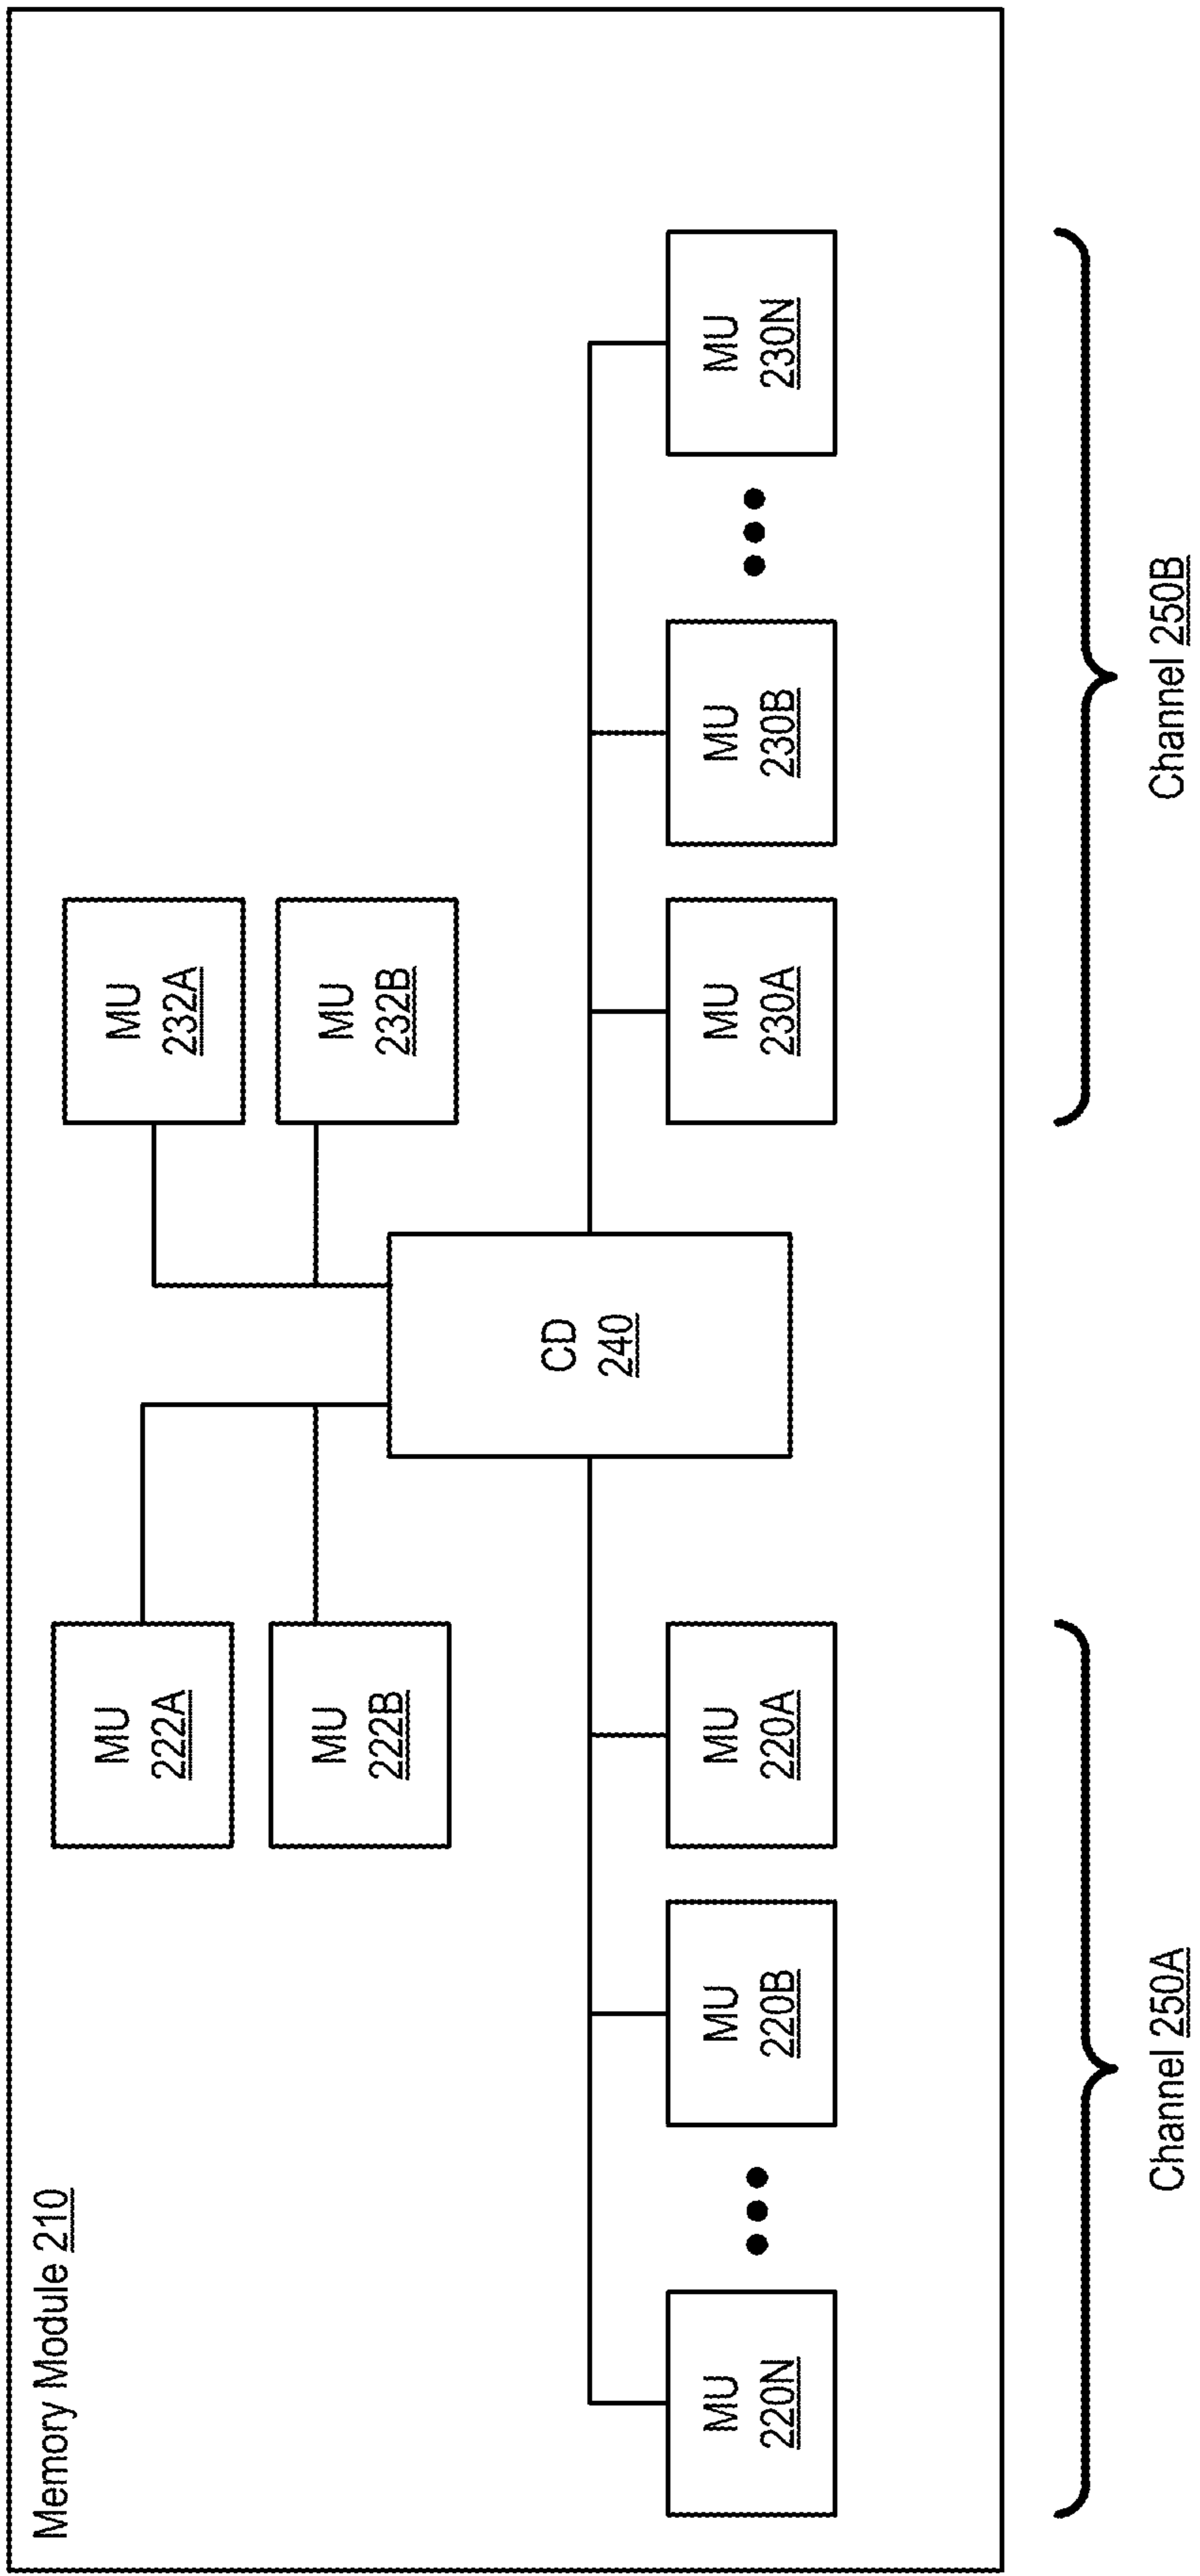 Memory Module 210
MU
222A
MU
232A
MU
222B
MU
232B
CD
240
MU
220N
MU
220B
MU
220A
MU
230A
MU
230B
MU
230N
Channel 250A
Channel 250B